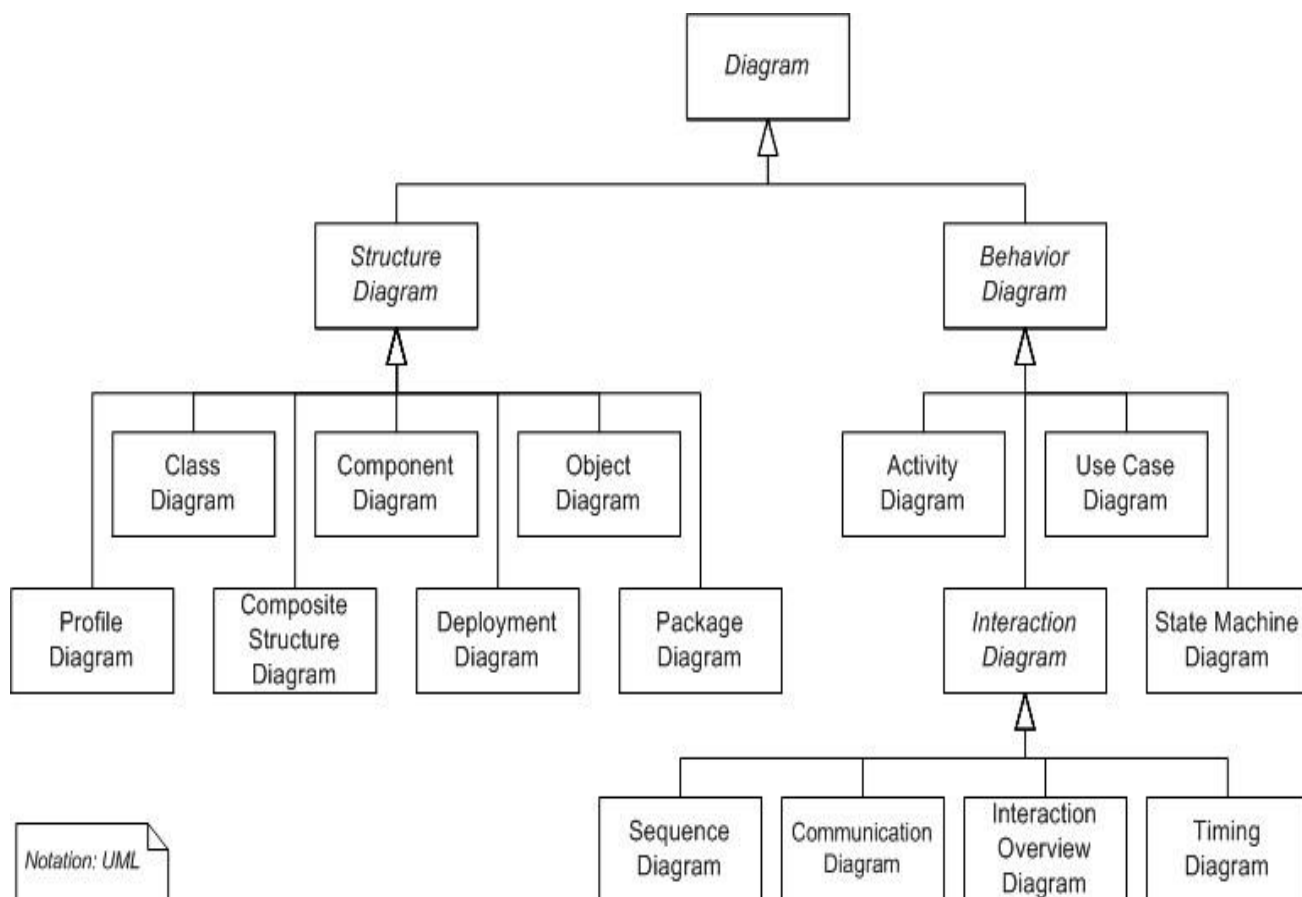 Diagram
Structure
Diagram
Behavior
Diagram
Class
Diagram
Component
Diagram
Object
Diagram
Activity
Diagram
Use Case
Diagram
Profile
Diagram
Composite
Structure
Diagram
Deployment
Diagram
Package
Diagram
Interaction
Diagram
State Machine
Diagram
Sequence
Diagram
Communication
Diagram
Interaction
Overview
Diagram
Timing
Diagram
Notation: UML